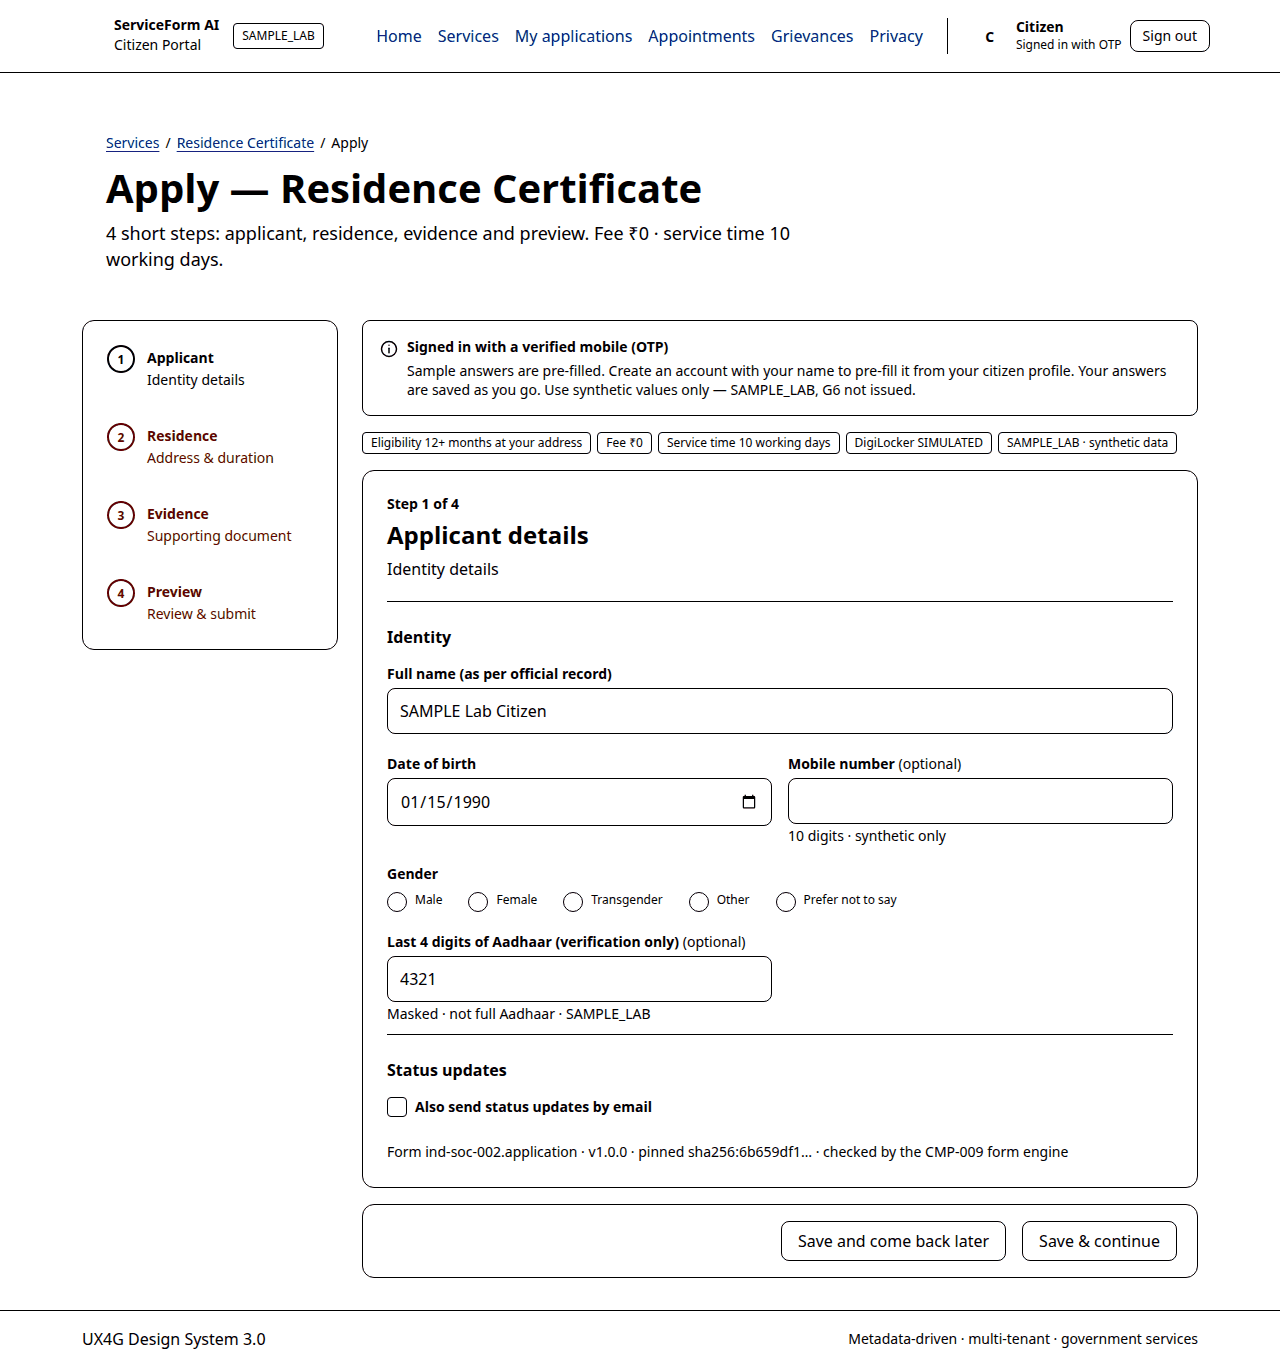 ServiceForm AI
Citizen Portal
SAMPLE_LAB
Home Services My applications Appointments Grievances Privacy
C
Citizen
Signed in with OTP
Sign out
Services / Residence Certificate / Apply
Apply — Residence Certificate
4 short steps: applicant, residence, evidence and preview. Fee ₹0 · service time 10
working days.
1 Applicant
Identity details
2 Residence
Address & duration
3 Evidence
Supporting document
4 Preview
Review & submit
Signed in with a verified mobile (OTP)
Sample answers are pre-filled. Create an account with your name to pre-fill it from your citizen profile. Your answers
are saved as you go. Use synthetic values only — SAMPLE_LAB, G6 not issued.
Eligibility 12+ months at your address Fee ₹0 Service time 10 working days DigiLocker SIMULATED SAMPLE_LAB · synthetic data
Step 1 of 4
Applicant details
Identity details
Identity
Full name (as per official record)
SAMPLE Lab Citizen
Date of birth Mobile number (optional)
01/15/1990
10 digits · synthetic only
Gender
Male Female Transgender Other Prefer not to say
Last 4 digits of Aadhaar (verification only) (optional)
4321
Masked · not full Aadhaar · SAMPLE_LAB
Status updates
Also send status updates by email
Form ind-soc-002.application · v1.0.0 · pinned sha256:6b659df1… · checked by the CMP-009 form engine
Save and come back later Save & continue
UX4G Design System 3.0 Metadata-driven · multi-tenant · government services